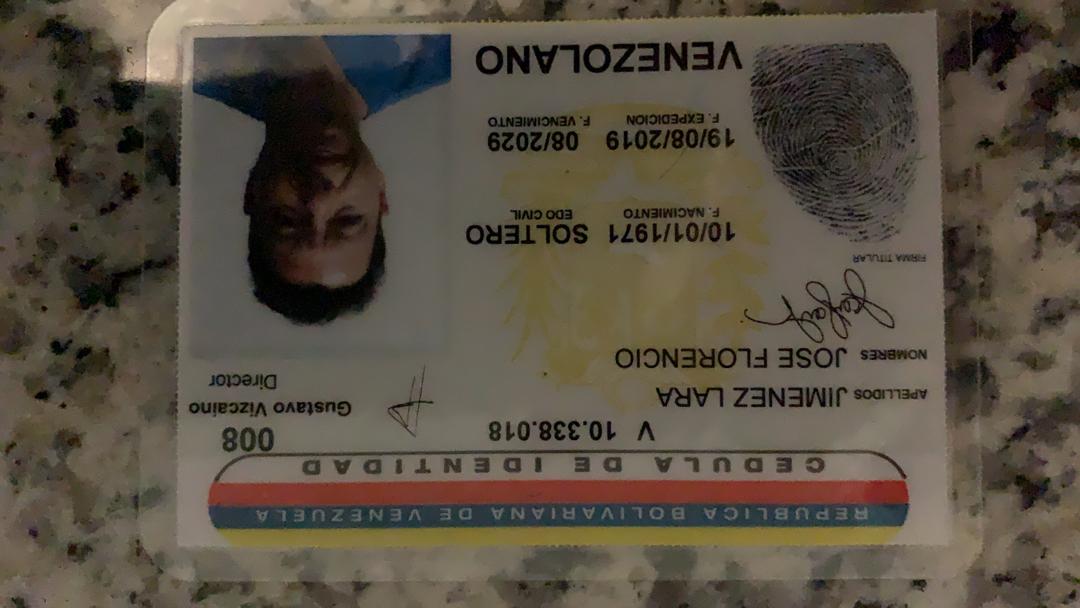 REPUBLICA BOLIVARIANA DE VENEZUELA
CEDULA DE IDENTIDAD
V 10.338.018
008
APELLIDOS JIMENEZ LARA
Gustavo Vizcaino
Director
NOMBRES JOSE FLORENCIO
FIRMA TITULAR
10/01/1971 SOLTERO
F. NACIMIENTO EDO CIVIL
19/08/2019 08/2029
F. EXPEDICION F. VENCIMIENTO
VENEZOLANO